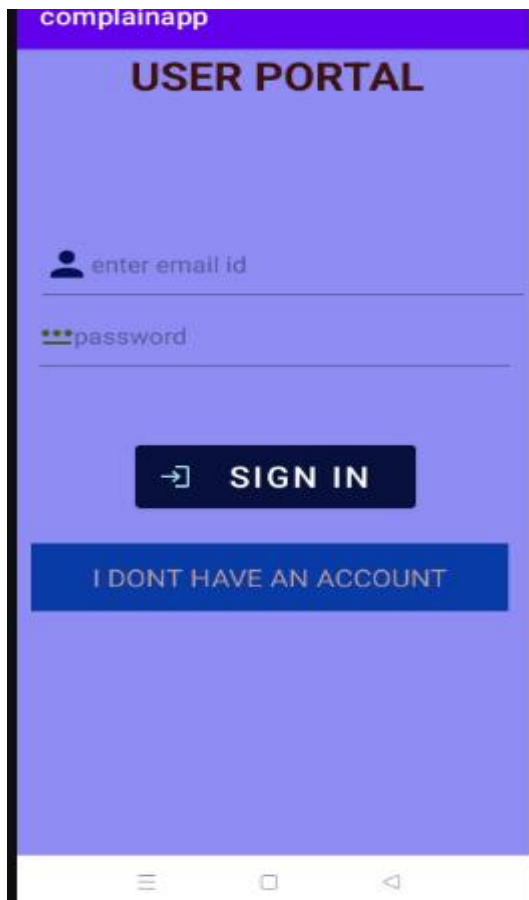 complainapp
USER PORTAL
enter email id
password
SIGN IN
I DONT HAVE AN ACCOUNT